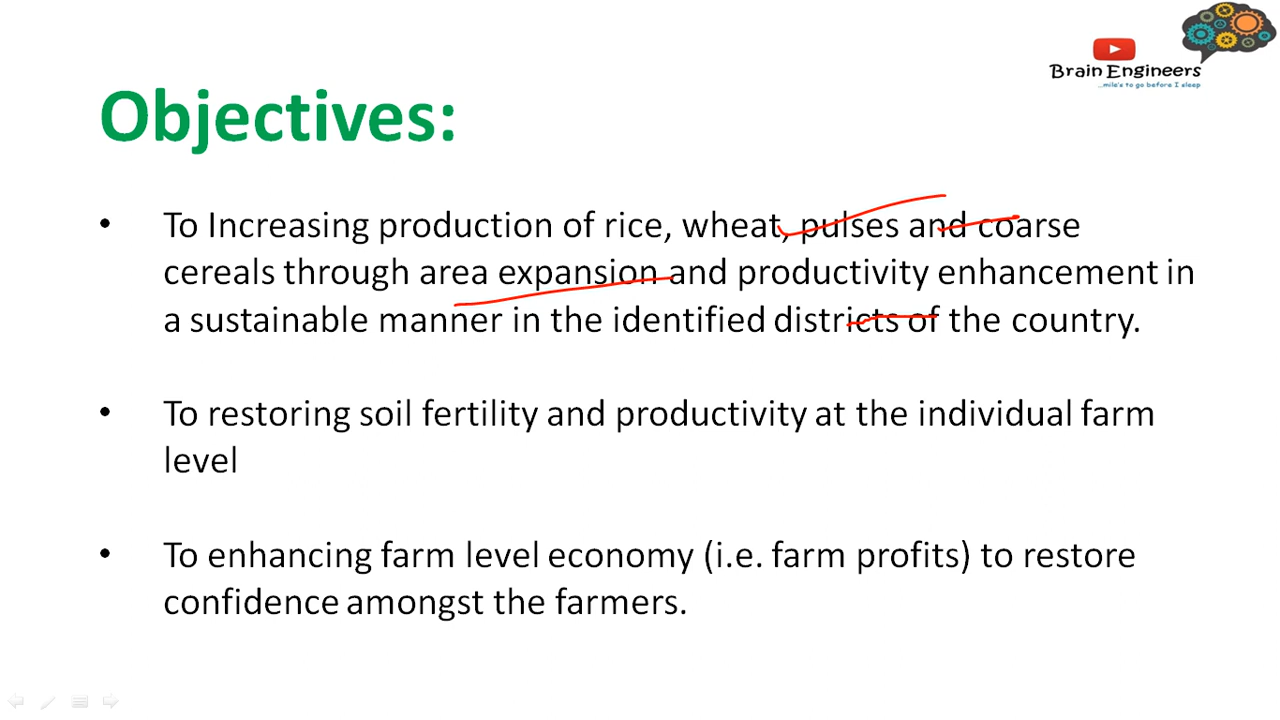 Brain Engineers
...mile's to go before I sleep
Objectives:
• To Increasing production of rice, wheat, pulses and coarse
cereals through area expansion and productivity enhancement in
a sustainable manner in the identified districts of the country.
• To restoring soil fertility and productivity at the individual farm
level
• To enhancing farm level economy (i.e. farm profits) to restore
confidence amongst the farmers.